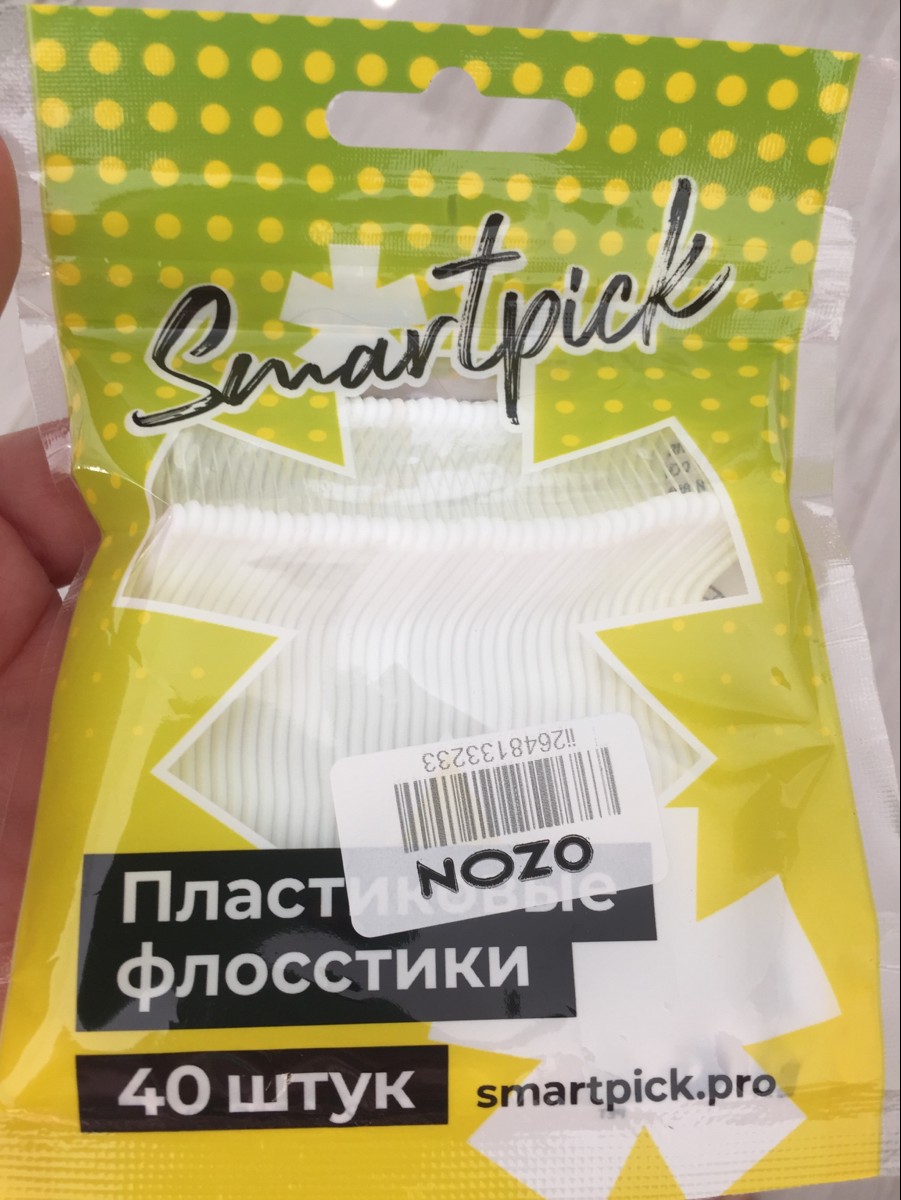 Smartpick
ii2648133233
OZON
Пластиковые
флосстики
40 штук
smartpick.pro